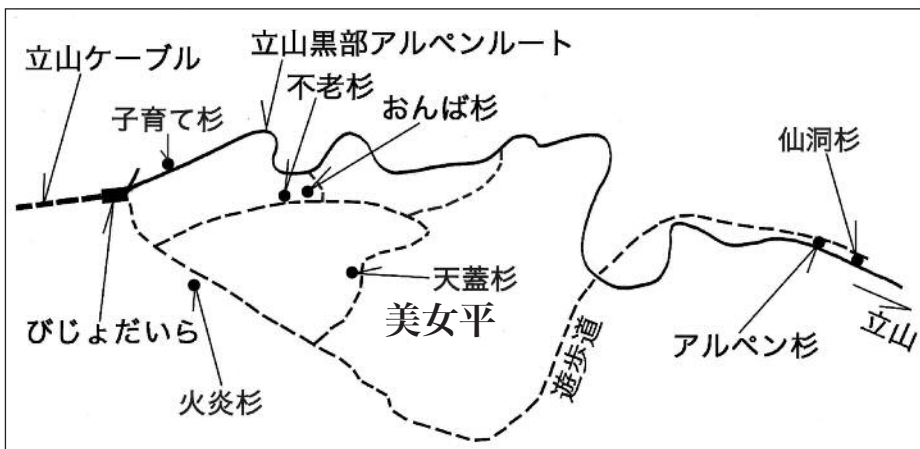 立山ケーブル
立山黒部アルペンルート
不老杉
おんば杉
子育て杉
仙洞杉
天蓋杉
美女平
びじょだいら
火炎杉
遊歩道
アルペン杉
立山